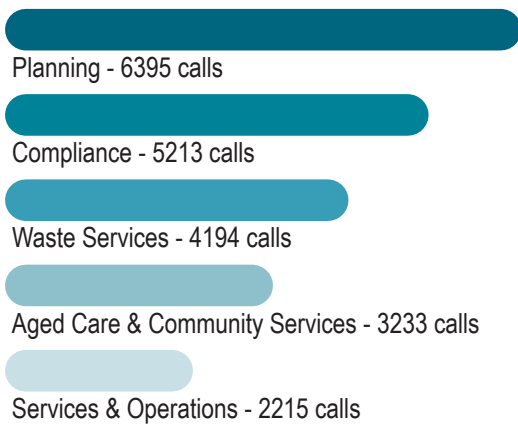 Planning - 6395 calls
Compliance - 5213 calls
Waste Services - 4194 calls
Aged Care & Community Services - 3233 calls
Services & Operations - 2215 calls